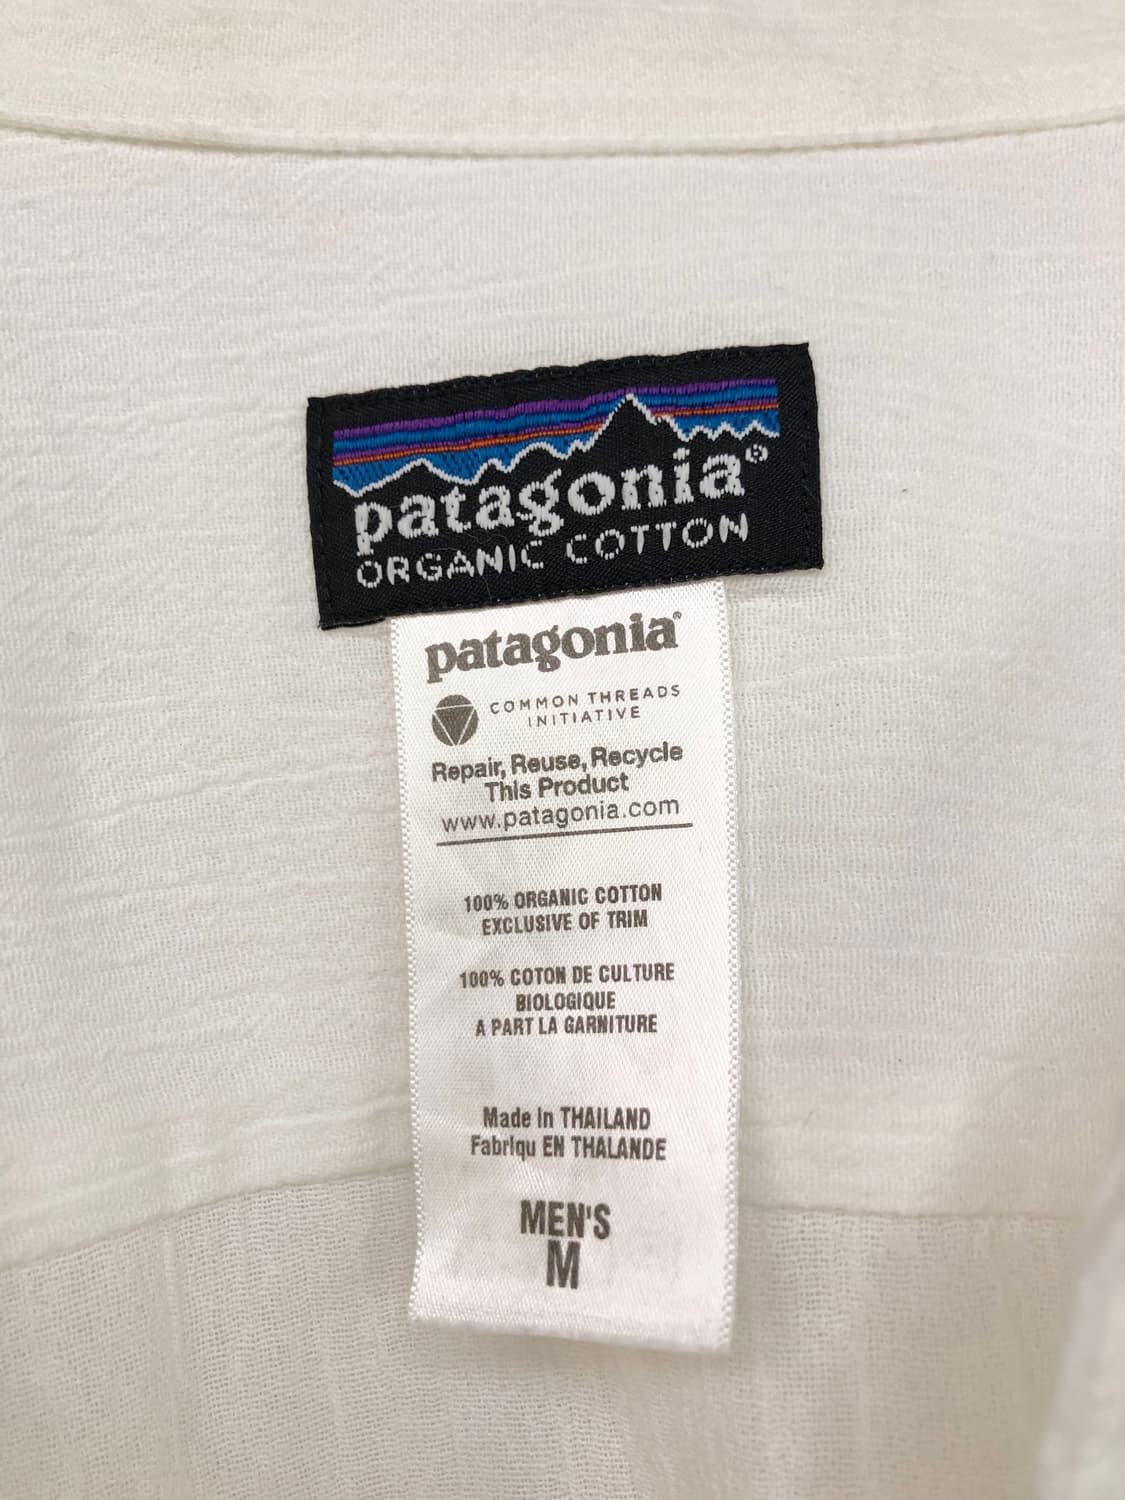 patagonia®
ORGANIC COTTON
patagonia®
COMMON THREADS
INITIATIVE
Repair, Reuse, Recycle
This Product
www.patagonia.com
100% ORGANIC COTTON
EXCLUSIVE OF TRIM
100% COTON DE CULTURE
BIOLOGIQUE
A PART LA GARNITURE
Made in THAILAND
Fabriqu EN THALANDE
MEN'S
M